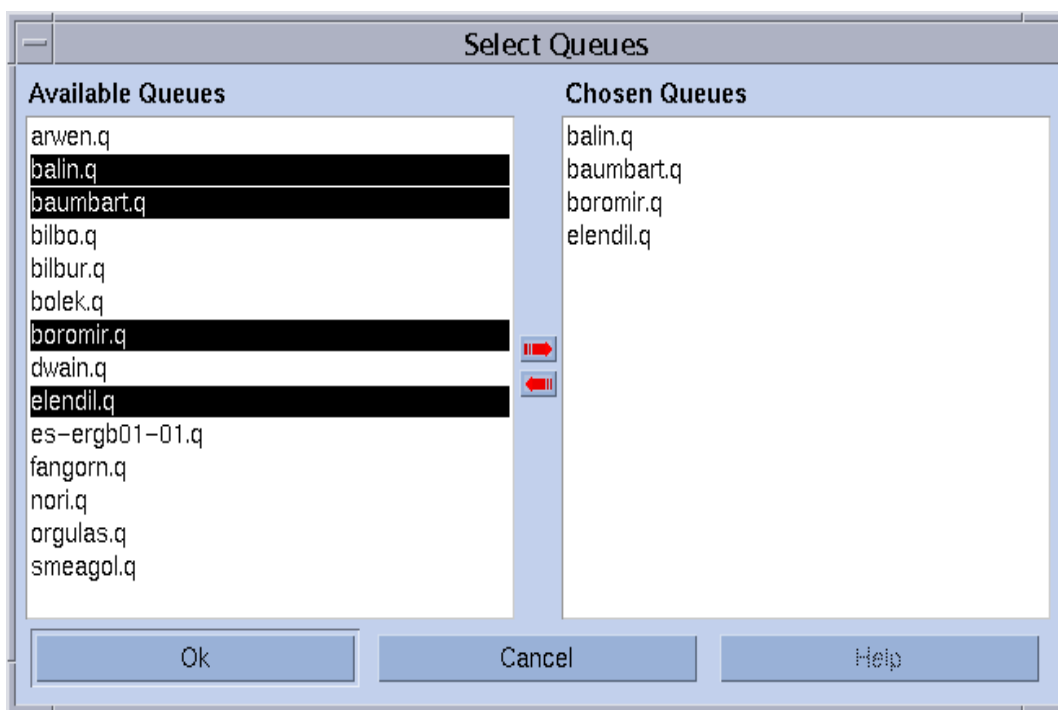 Select Queues
Available Queues
arwen.q
balin.q
baumbart.q
bilbo.q
bilbur.q
bolek.q
boromir.q
dwain.q
elendil.q
es-ergb01-01.q
fangorn.q
nori.q
orgulas.q
smeagol.q
Chosen Queues
balin.q
baumbart.q
boromir.q
elendil.q
Ok
Cancel
Help